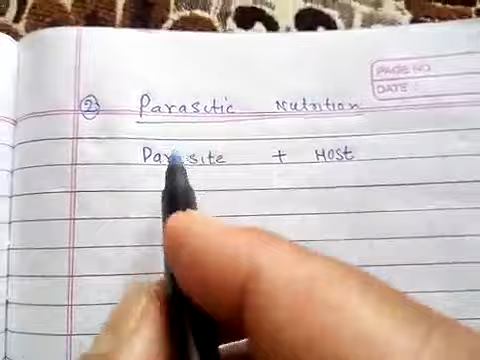 PAGE NO
DATE :
② Parasitic Nutrition
Parasite + Host